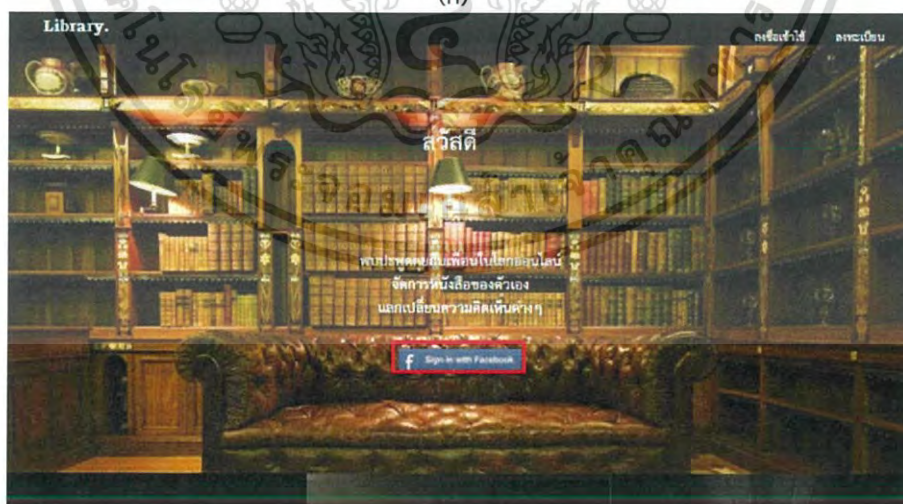 (ก)
Library.
ลงชื่อเข้าใช้ ลงทะเบียน
สวัสดี
พบปะพูดคุยกับเพื่อนในโลกออนไลน์
จัดการหนังสือของตัวเอง
แลกเปลี่ยนความคิดเห็นต่างๆ
f Sign in with Facebook